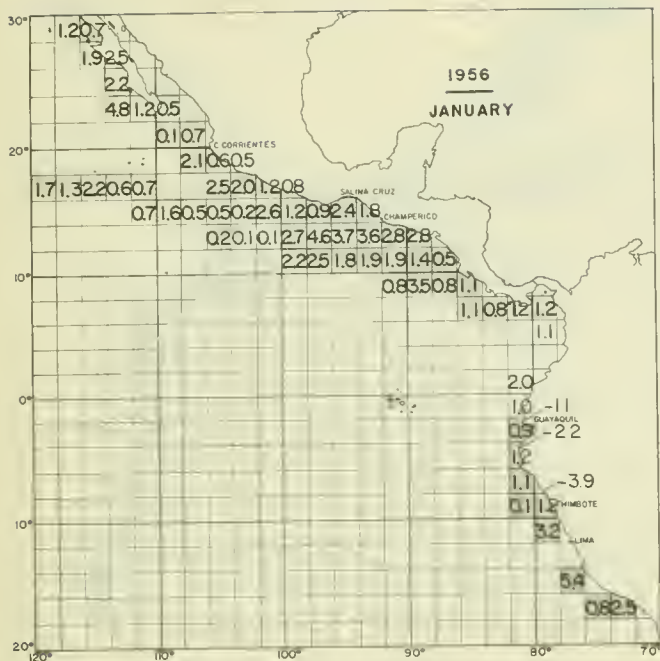 30°
1.2 0.7
1.9 2.5
1956
2.2
JANUARY
4.8 1.2 0.5
0.1 0.7
C. CORRIENTES
20°
2.1 0.6 0.5
1.7 1.3 2.2 0.6 0.7 2.5 2.0 1.2 0.8
SALINA CRUZ
0.7 1.6 0.5 0.5 0.2 2.6 1.2 0.9 2.4 1.8
CHAMPERICO
0.2 0.1 0.1 2.7 4.6 3.7 3.6 2.8 2.8
2.2 2.5 1.8 1.9 1.9 1.4 0.5
10°
0.8 3.5 0.8 1.1
1.1 0.8 1.2 1.2
1.1
2.0
0°
1.0 -1.1
GUAYAQUIL
0.9 -2.2
1.2
1.1 -3.9
0.1 1.2 CHIMBOTE
10°
3.2
LIMA
5.4
0.8 2.5
20°
120° 110° 100° 90° 80° 70°